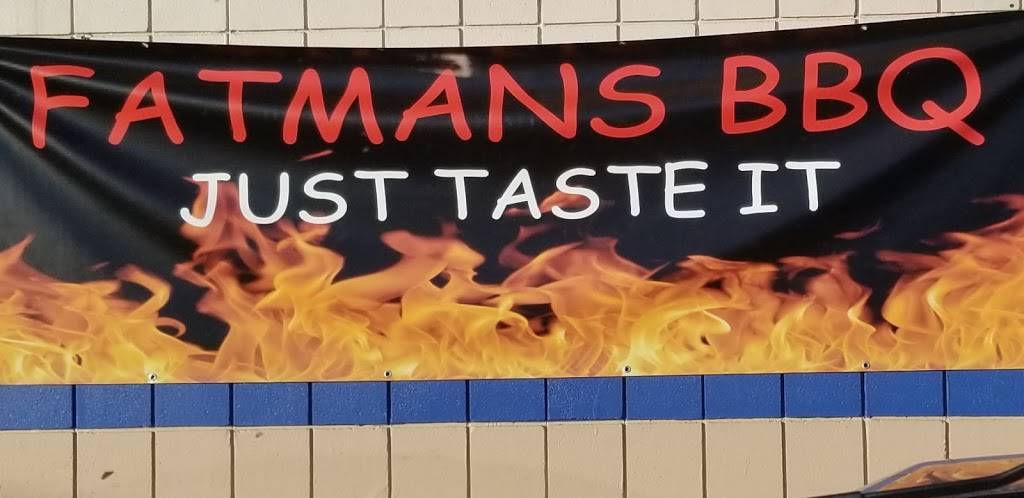 FATMANS BBQ
JUST TASTE IT